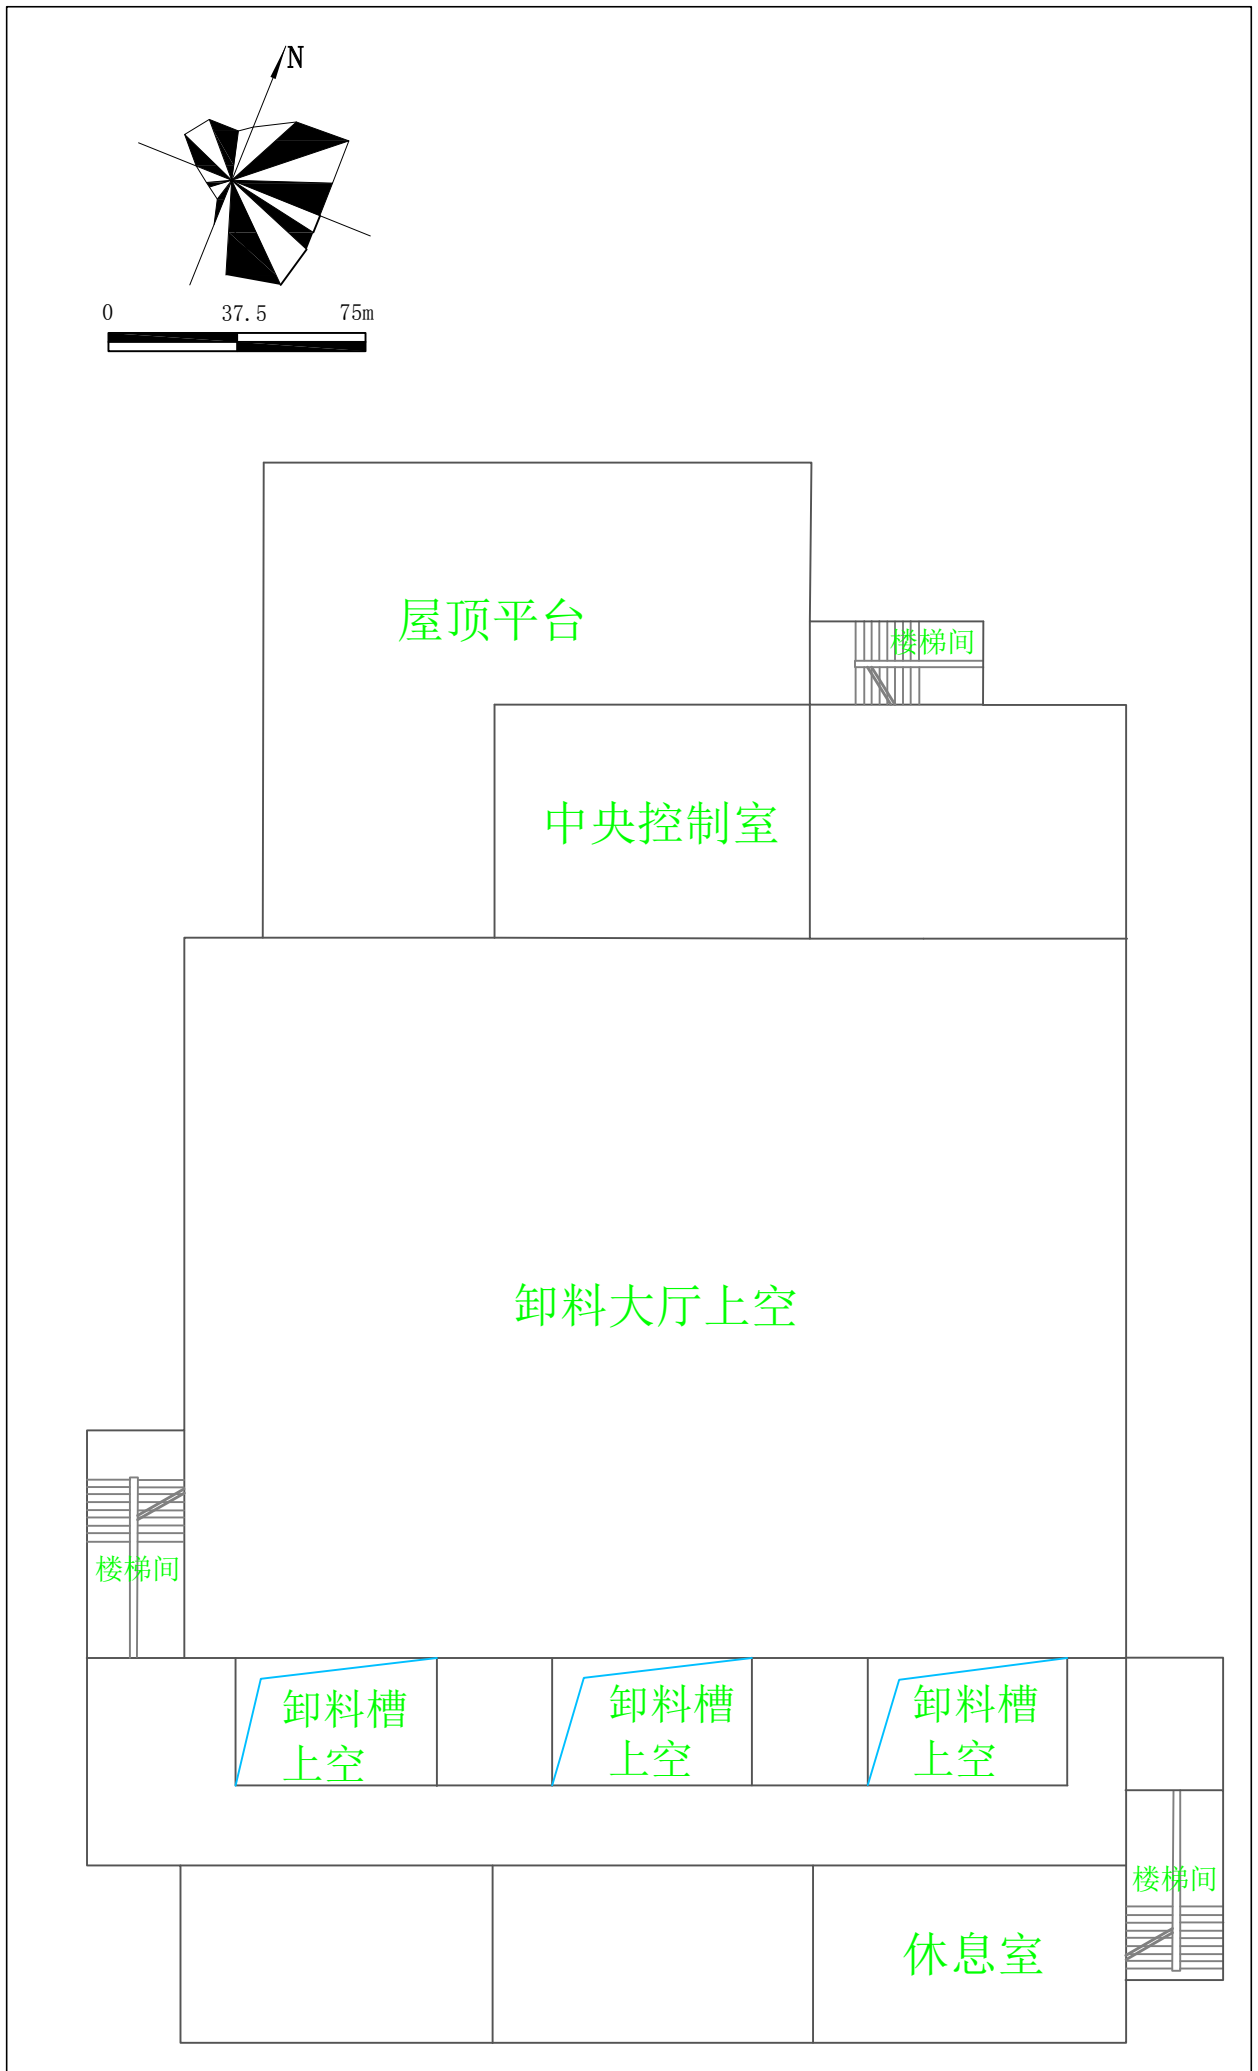 N
0 37.5 75m
屋顶平台
楼梯间
中央控制室
卸料大厅上空
楼梯间
卸料槽
上空
卸料槽
上空
卸料槽
上空
楼梯间
休息室